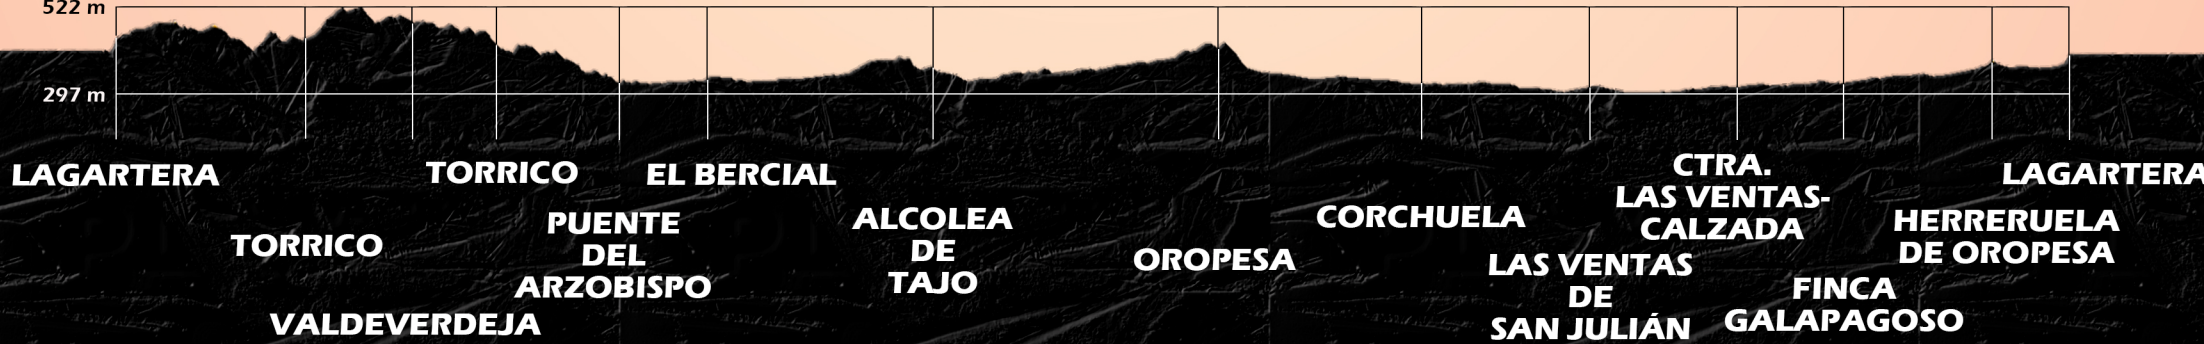 522 m
297 m
LAGARTERA
TORRICO
VALDEVERDEJA
TORRICO
PUENTE
DEL
ARZOBISPO
EL BERCIAL
ALCOLEA
DE
TAJO
OROPESA
CORCHUELA
LAS VENTAS
DE
SAN JULIÁN
CTRA.
LAS VENTAS-
CALZADA
FINCA
GALAPAGOSO
HERRERUELA
DE OROPESA
LAGARTERA